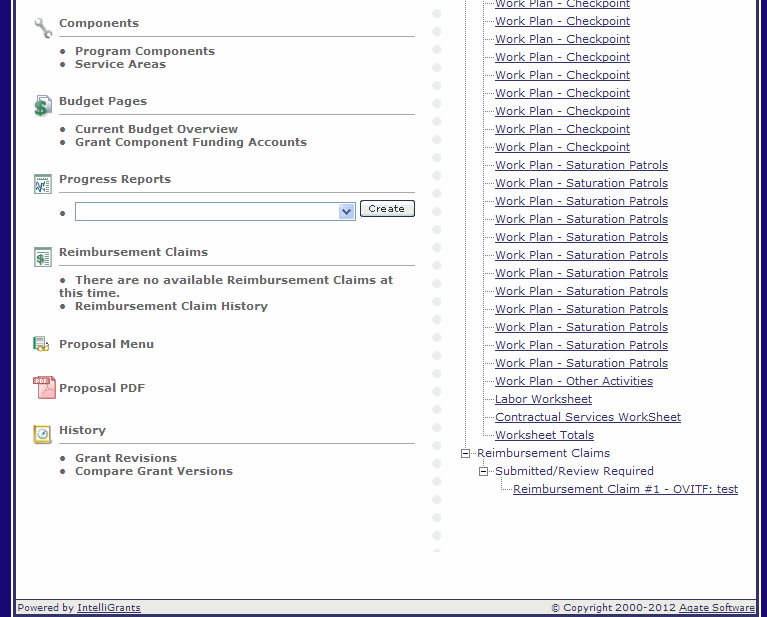 Components
Program Components
Service Areas
Budget Pages
Current Budget Overview
Grant Component Funding Accounts
Progress Reports
Create
Reimbursement Claims
There are no available Reimbursement Claims at
this time.
Reimbursement Claim History
Proposal Menu
Proposal PDF
History
Grant Revisions
Compare Grant Versions
Work Plan - Checkpoint
Work Plan - Checkpoint
Work Plan - Checkpoint
Work Plan - Checkpoint
Work Plan - Checkpoint
Work Plan - Checkpoint
Work Plan - Checkpoint
Work Plan - Checkpoint
Work Plan - Checkpoint
Work Plan - Saturation Patrols
Work Plan - Saturation Patrols
Work Plan - Saturation Patrols
Work Plan - Saturation Patrols
Work Plan - Saturation Patrols
Work Plan - Saturation Patrols
Work Plan - Saturation Patrols
Work Plan - Saturation Patrols
Work Plan - Saturation Patrols
Work Plan - Saturation Patrols
Work Plan - Saturation Patrols
Work Plan - Saturation Patrols
Work Plan - Other Activities
Labor Worksheet
Contractual Services WorkSheet
Worksheet Totals
Reimbursement Claims
Submitted/Review Required
Reimbursement Claim #1 - OVITF: test
Powered by IntelliGrants
© Copyright 2000-2012 Agate Software